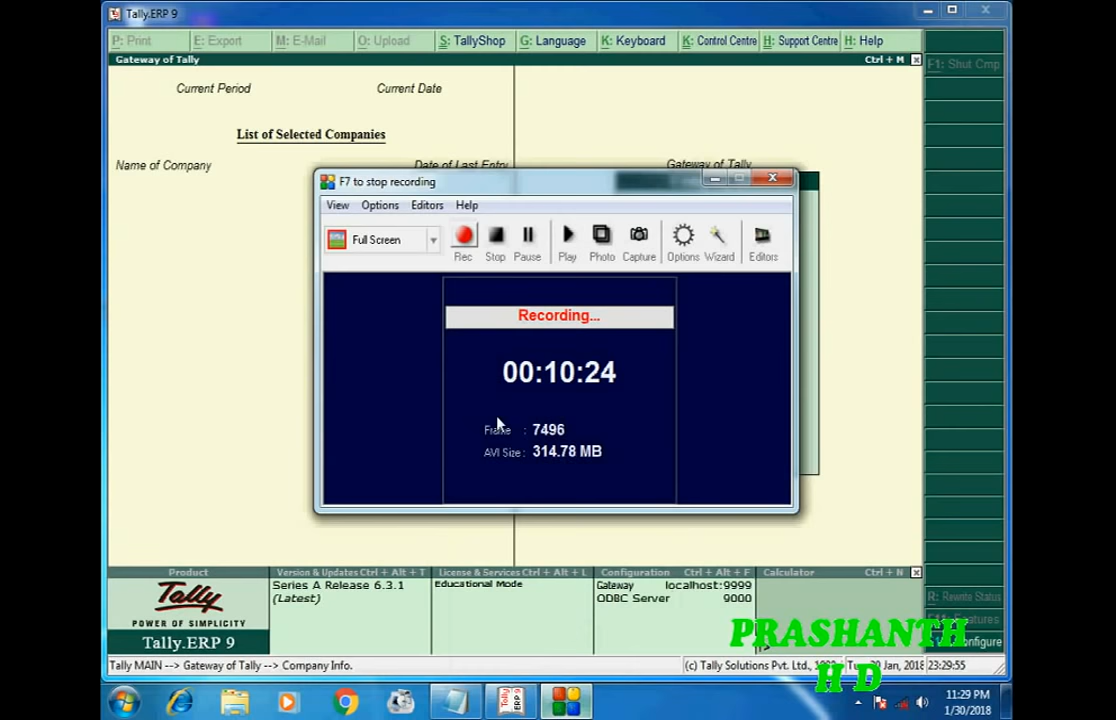 Tally.ERP 9
P: Print E: Export M: E-Mail O: Upload S: TallyShop G: Language K: Keyboard K: Control Centre H: Support Centre H: Help
Gateway of Tally Ctrl + M
F1: Shut Cmp
Current Period Current Date
List of Selected Companies
Name of Company Date of Last Entry Gateway of Tally
F7 to stop recording
View Options Editors Help
Full Screen
Rec Stop Pause Play Photo Capture Options Wizard Editors
Recording...
00:10:24
Frame : 7496
AVI Size : 314.78 MB
Product Version & Updates Ctrl + Alt + T License & Services Ctrl + Alt + L Configuration Ctrl + Alt + F Calculator Ctrl + N
Tally
POWER OF SIMPLICITY
Tally.ERP 9
Series A Release 6.3.1
(Latest)
Educational Mode
Gateway localhost:9999
ODBC Server 9000
R: Rewrite Status
Features
Configure
PRASHANTH
H D
Tally MAIN --> Gateway of Tally --> Company Info. (c) Tally Solutions Pvt. Ltd., 2018 23:29:55
11:29 PM
1/30/2018